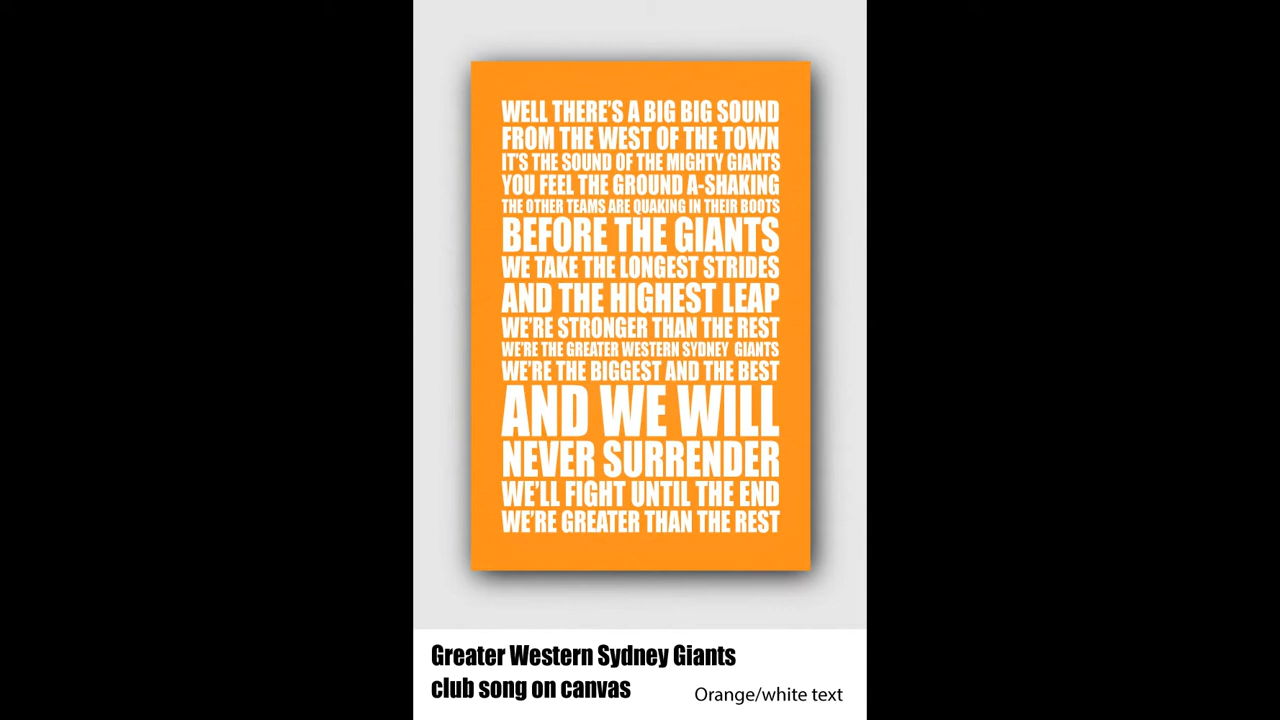 WELL THERE'S A BIG BIG SOUND
FROM THE WEST OF THE TOWN
IT'S THE SOUND OF THE MIGHTY GIANTS
YOU FEEL THE GROUND A-SHAKING
THE OTHER TEAMS ARE QUAKING IN THEIR BOOTS
BEFORE THE GIANTS
WE TAKE THE LONGEST STRIDES
AND THE HIGHEST LEAP
WE'RE STRONGER THAN THE REST
WE'RE THE GREATER WESTERN SYDNEY GIANTS
WE'RE THE BIGGEST AND THE BEST
AND WE WILL
NEVER SURRENDER
WE'LL FIGHT UNTIL THE END
WE'RE GREATER THAN THE REST
Greater Western Sydney Giants
club song on canvas
Orange/white text